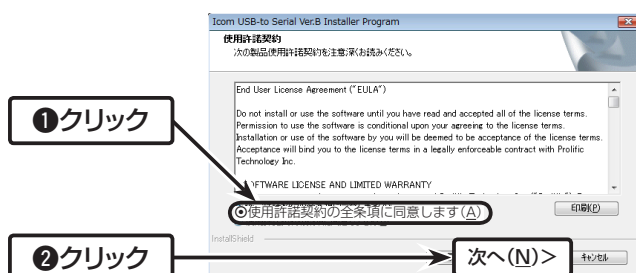 Icom USB-to Serial Ver.B Installer Program
使用許諾契約
次の製品使用許諾契約を注意深くお読みください。
End User License Agreement ("EULA")
Do not install or use the software until you have read and accepted all of the license terms.
Permission to use the software is conditional upon your agreeing to the license terms.
Installation or use of the software by you will be deemed to be acceptance of the license terms.
Acceptance will bind you to the license terms in a legally enforceable contract with Prolific
Technology Inc.
SOFTWARE LICENSE AND LIMITED WARRANTY
❶クリック
使用許諾契約の全条項に同意します(A)
印刷(P)
InstallShield
❷クリック
次へ(N)>
キャンセル